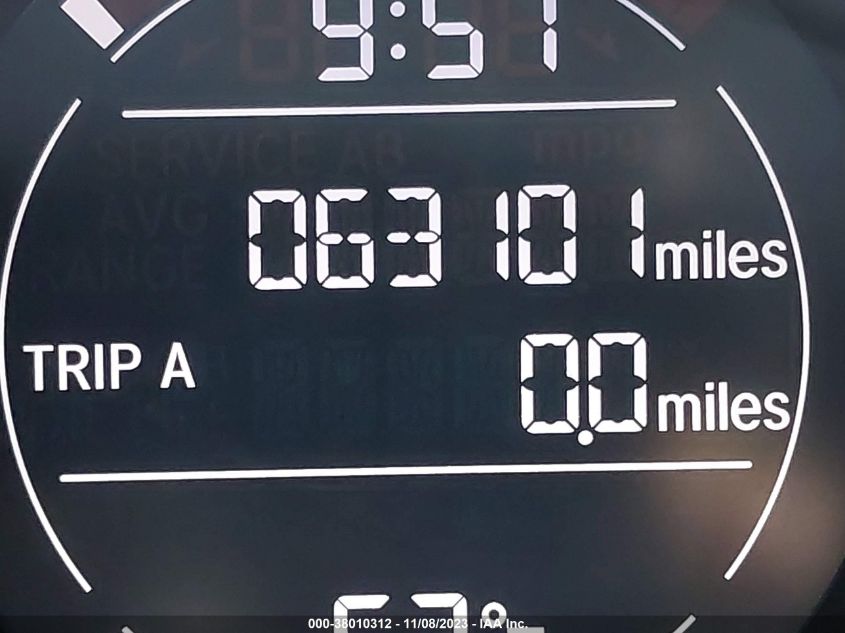 9:51
063101 miles
TRIP A 0.0 miles
000-38010312 - 11/08/2023 - IAA Inc.